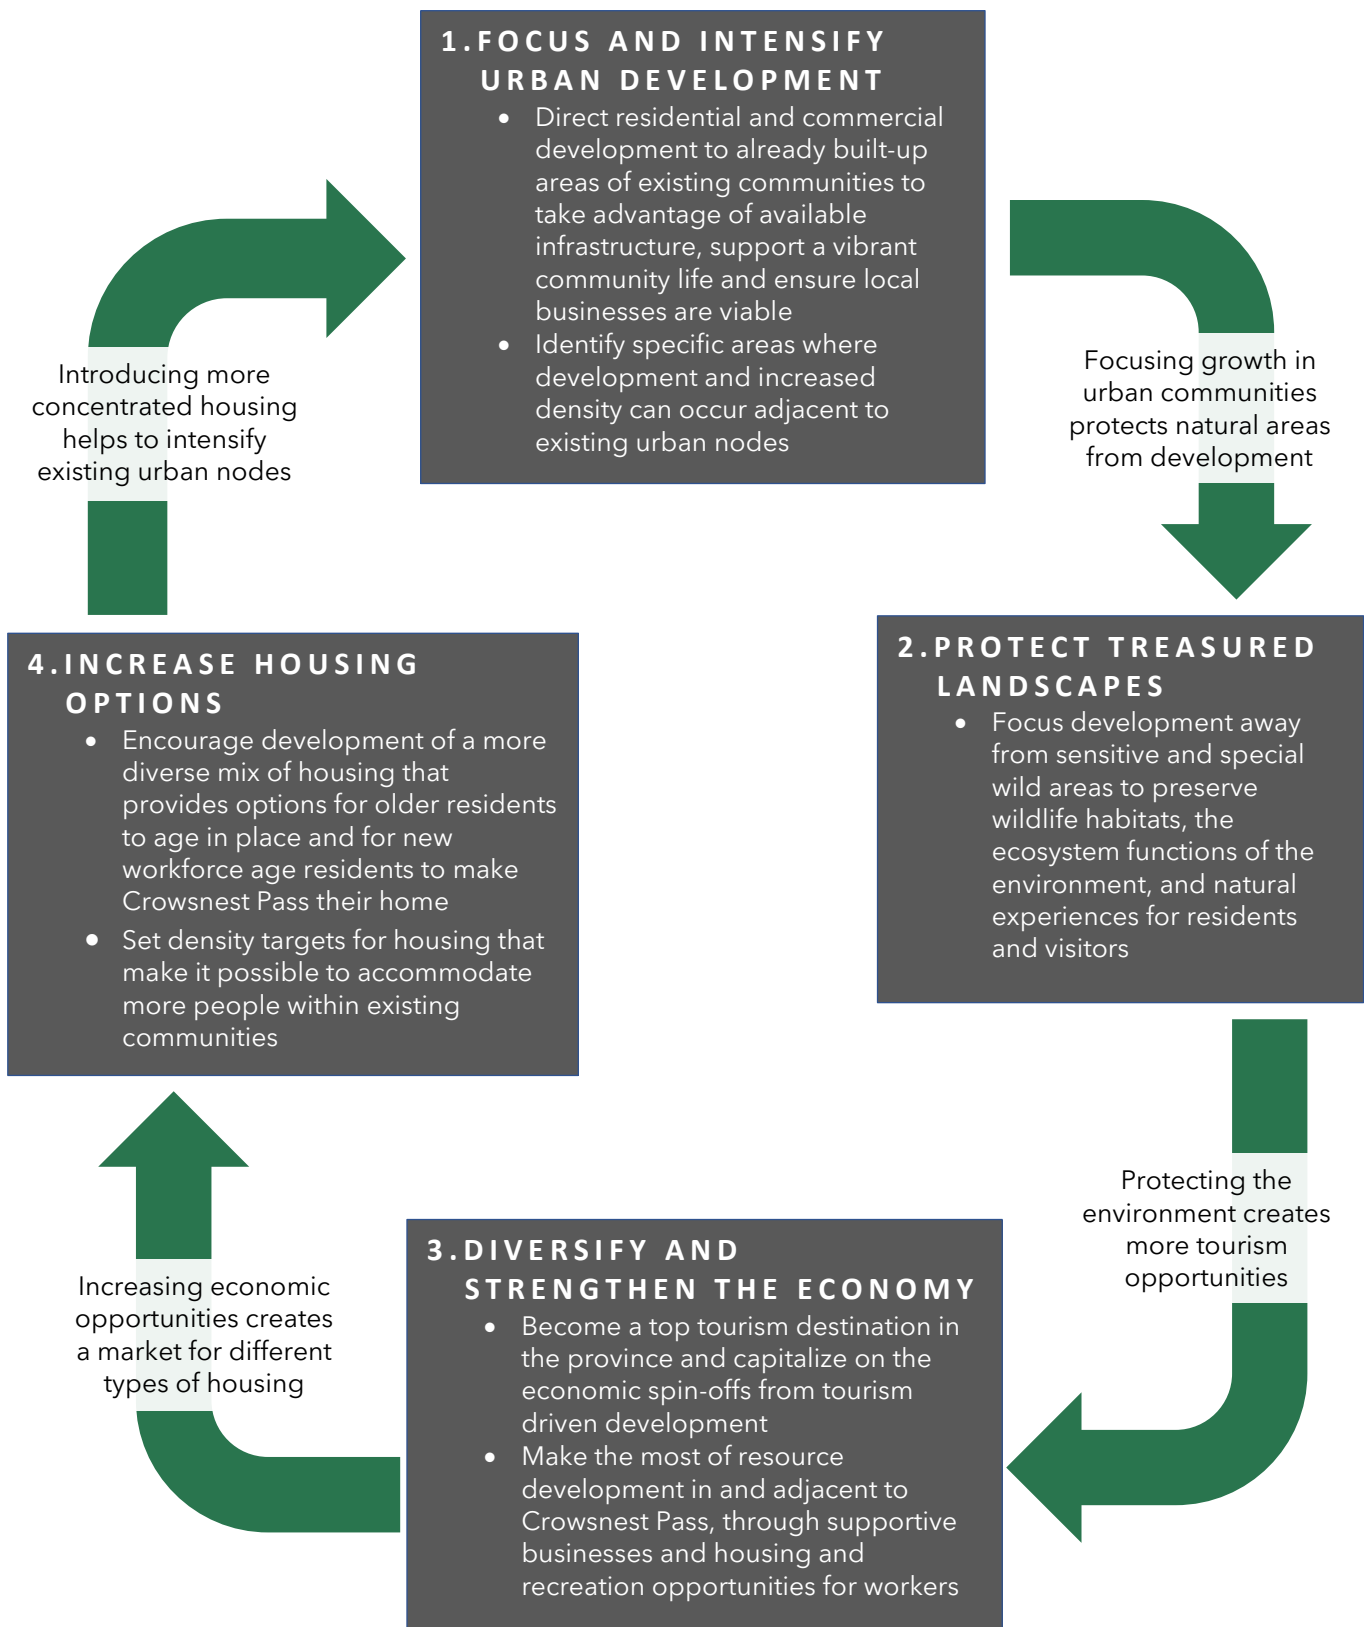 1. FOCUS AND INTENSIFY
URBAN DEVELOPMENT
• Direct residential and commercial
development to already built-up
areas of existing communities to
take advantage of available
infrastructure, support a vibrant
community life and ensure local
businesses are viable
• Identify specific areas where
development and increased
density can occur adjacent to
existing urban nodes
Focusing growth in
urban communities
protects natural areas
from development
2. PROTECT TREASURED
LANDSCAPES
• Focus development away
from sensitive and special
wild areas to preserve
wildlife habitats, the
ecosystem functions of the
environment, and natural
experiences for residents
and visitors
Protecting the
environment creates
more tourism
opportunities
3. DIVERSIFY AND
STRENGTHEN THE ECONOMY
• Become a top tourism destination in
the province and capitalize on the
economic spin-offs from tourism
driven development
• Make the most of resource
development in and adjacent to
Crowsnest Pass, through supportive
businesses and housing and
recreation opportunities for workers
Increasing economic
opportunities creates
a market for different
types of housing
4. INCREASE HOUSING
OPTIONS
• Encourage development of a more
diverse mix of housing that
provides options for older residents
to age in place and for new
workforce age residents to make
Crowsnest Pass their home
• Set density targets for housing that
make it possible to accommodate
more people within existing
communities
Introducing more
concentrated housing
helps to intensify
existing urban nodes